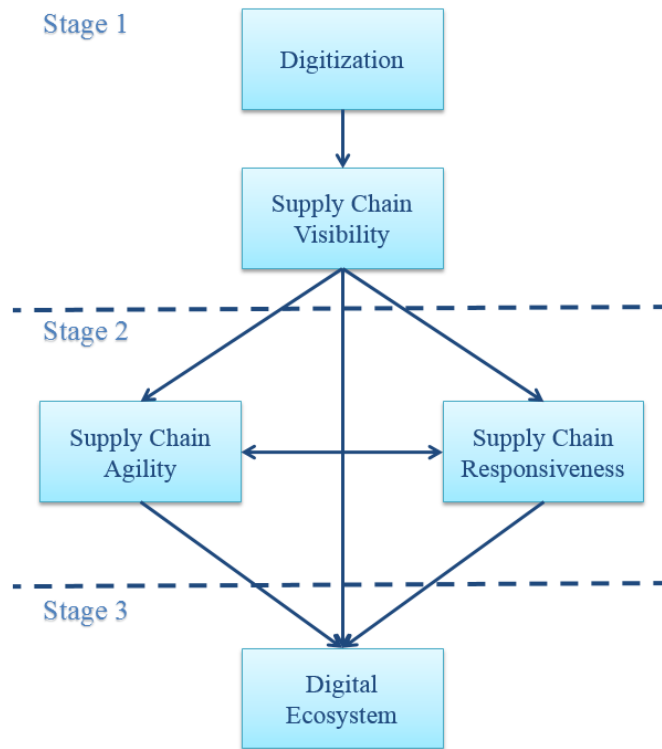 Stage 1
Digitization
Supply Chain
Visibility
Stage 2
Supply Chain
Agility
Supply Chain
Responsiveness
Stage 3
Digital
Ecosystem